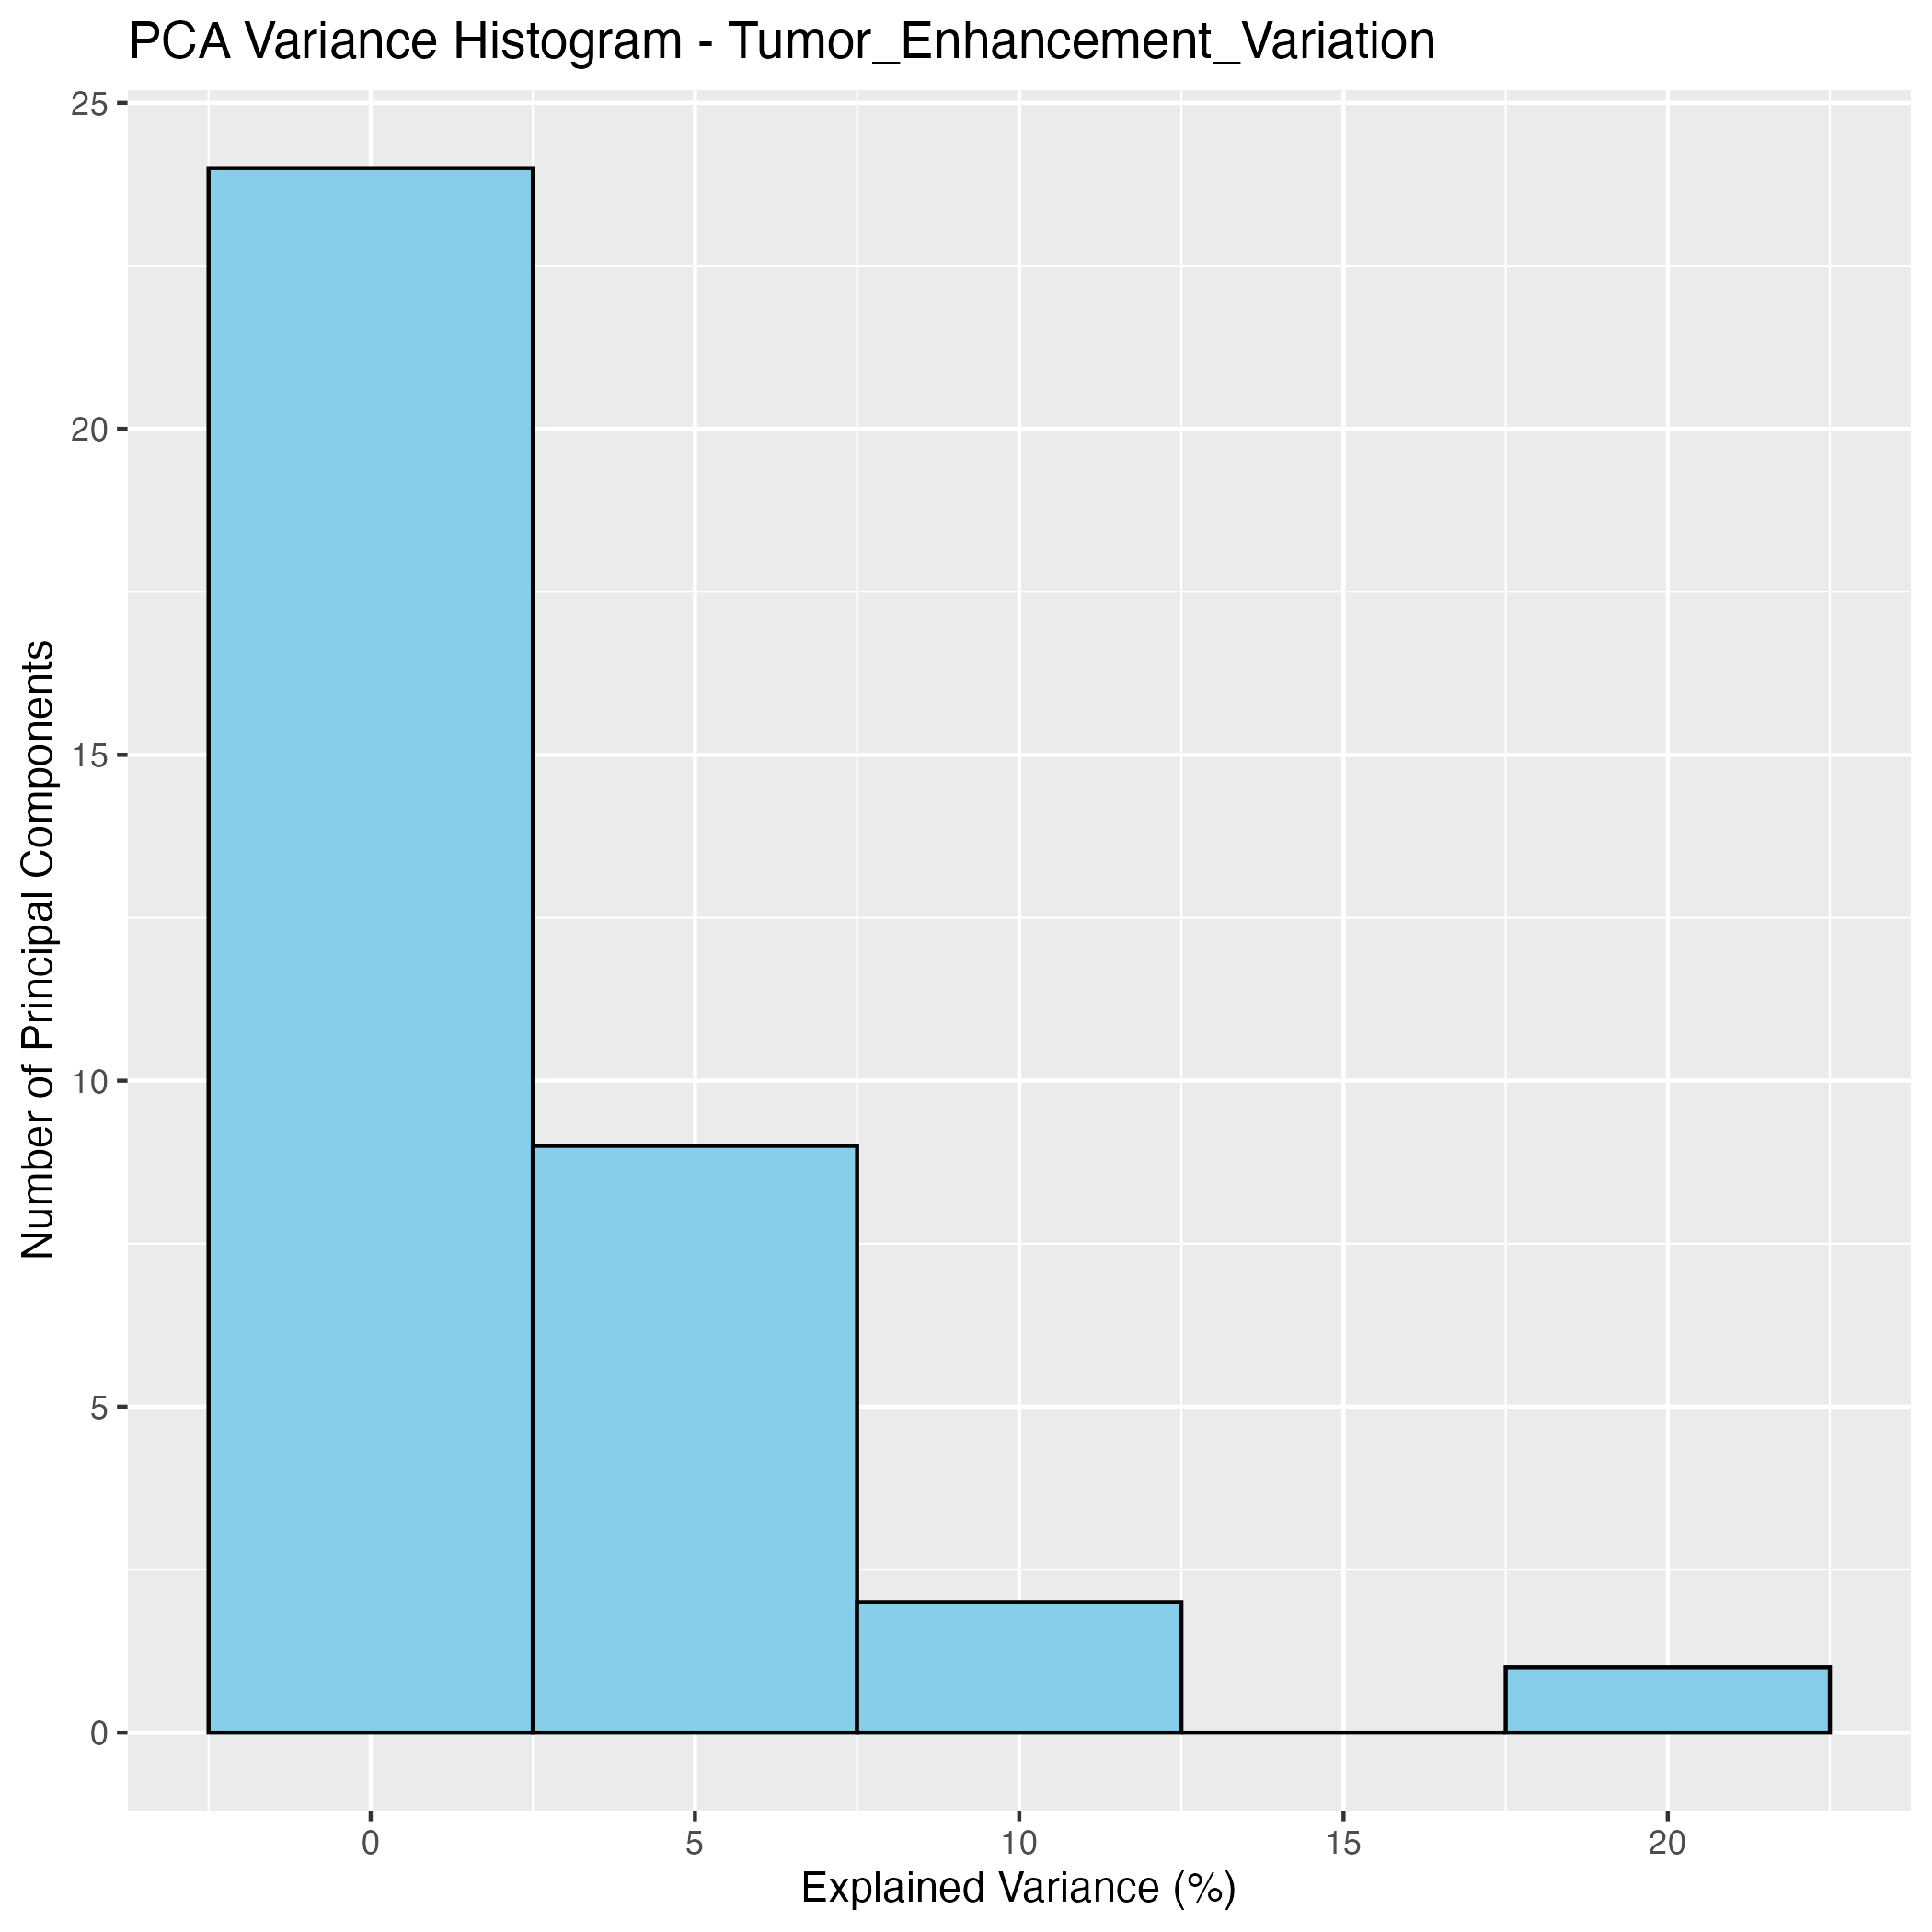 PCA Variance Histogram - Tumor_Enhancement_Variation
25
20
15
10
5
0
Number of Principal Components
0 5 10 15 20
Explained Variance (%)